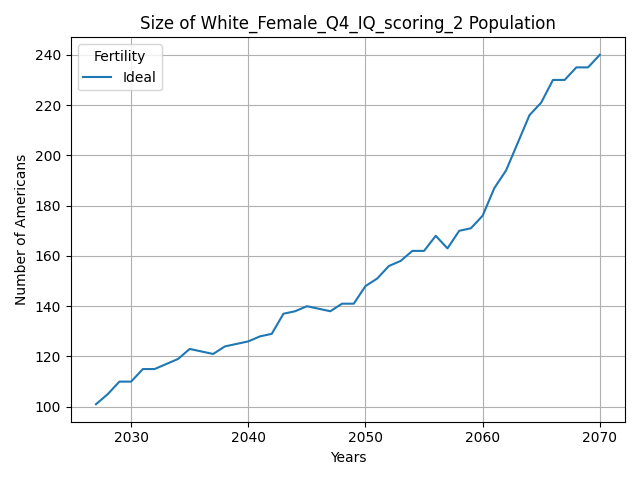 Size of White_Female_Q4_IQ_scoring_2 Population
Fertility
Ideal
Number of Americans
240
220
200
180
160
140
120
100
2030 2040 2050 2060 2070
Years